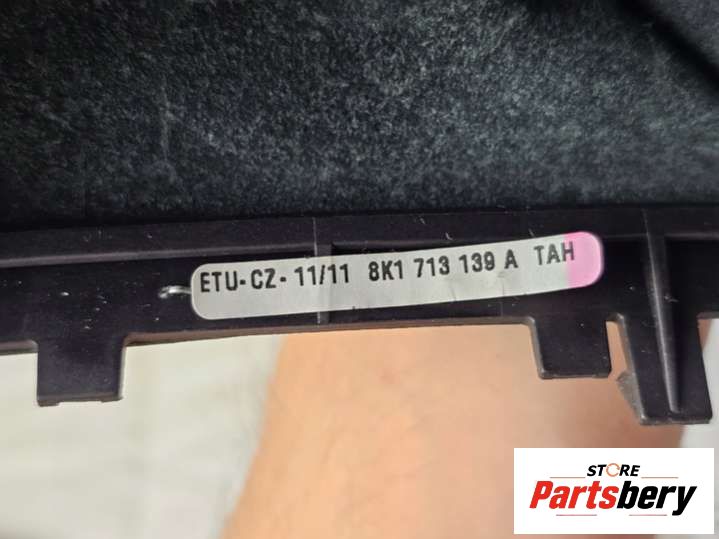 ETU-CZ- 11/11 8K1 713 139 A TAH
STORE
Partsbery